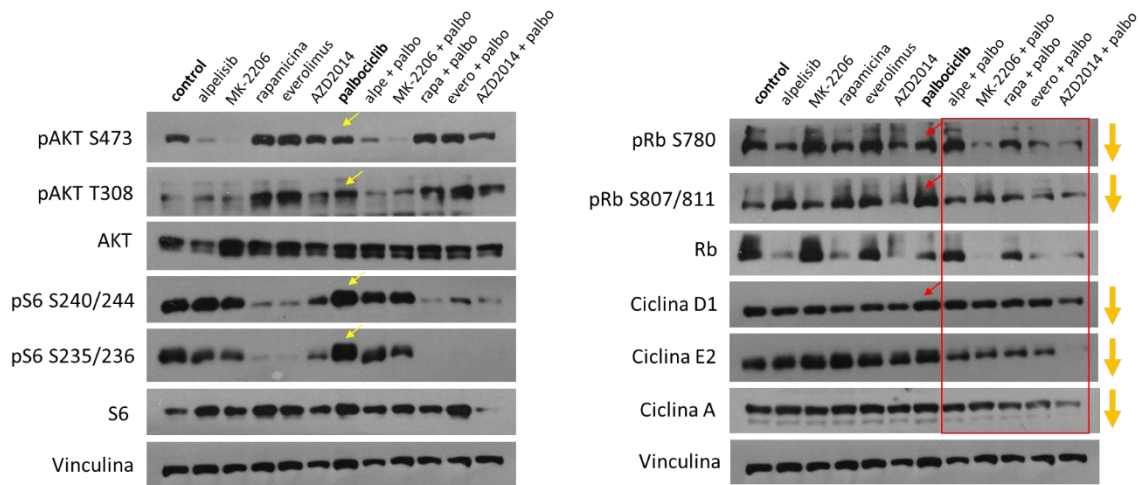 control
alpelisib
MK-2206
rapamicina
everolimus
AZD2014
palbociclib
alpe + palbo
MK-2206 + palbo
rapa + palbo
evero + palbo
AZD2014 + palbo
pAKT S473
pAKT T308
AKT
pS6 S240/244
pS6 S235/236
S6
Vinculina
control
alpelisib
MK-2206
rapamicina
everolimus
AZD2014
palbociclib
alpe + palbo
MK-2206 + palbo
rapa + palbo
evero + palbo
AZD2014 + palbo
pRb S780
pRb S807/811
Rb
Ciclina D1
Ciclina E2
Ciclina A
Vinculina